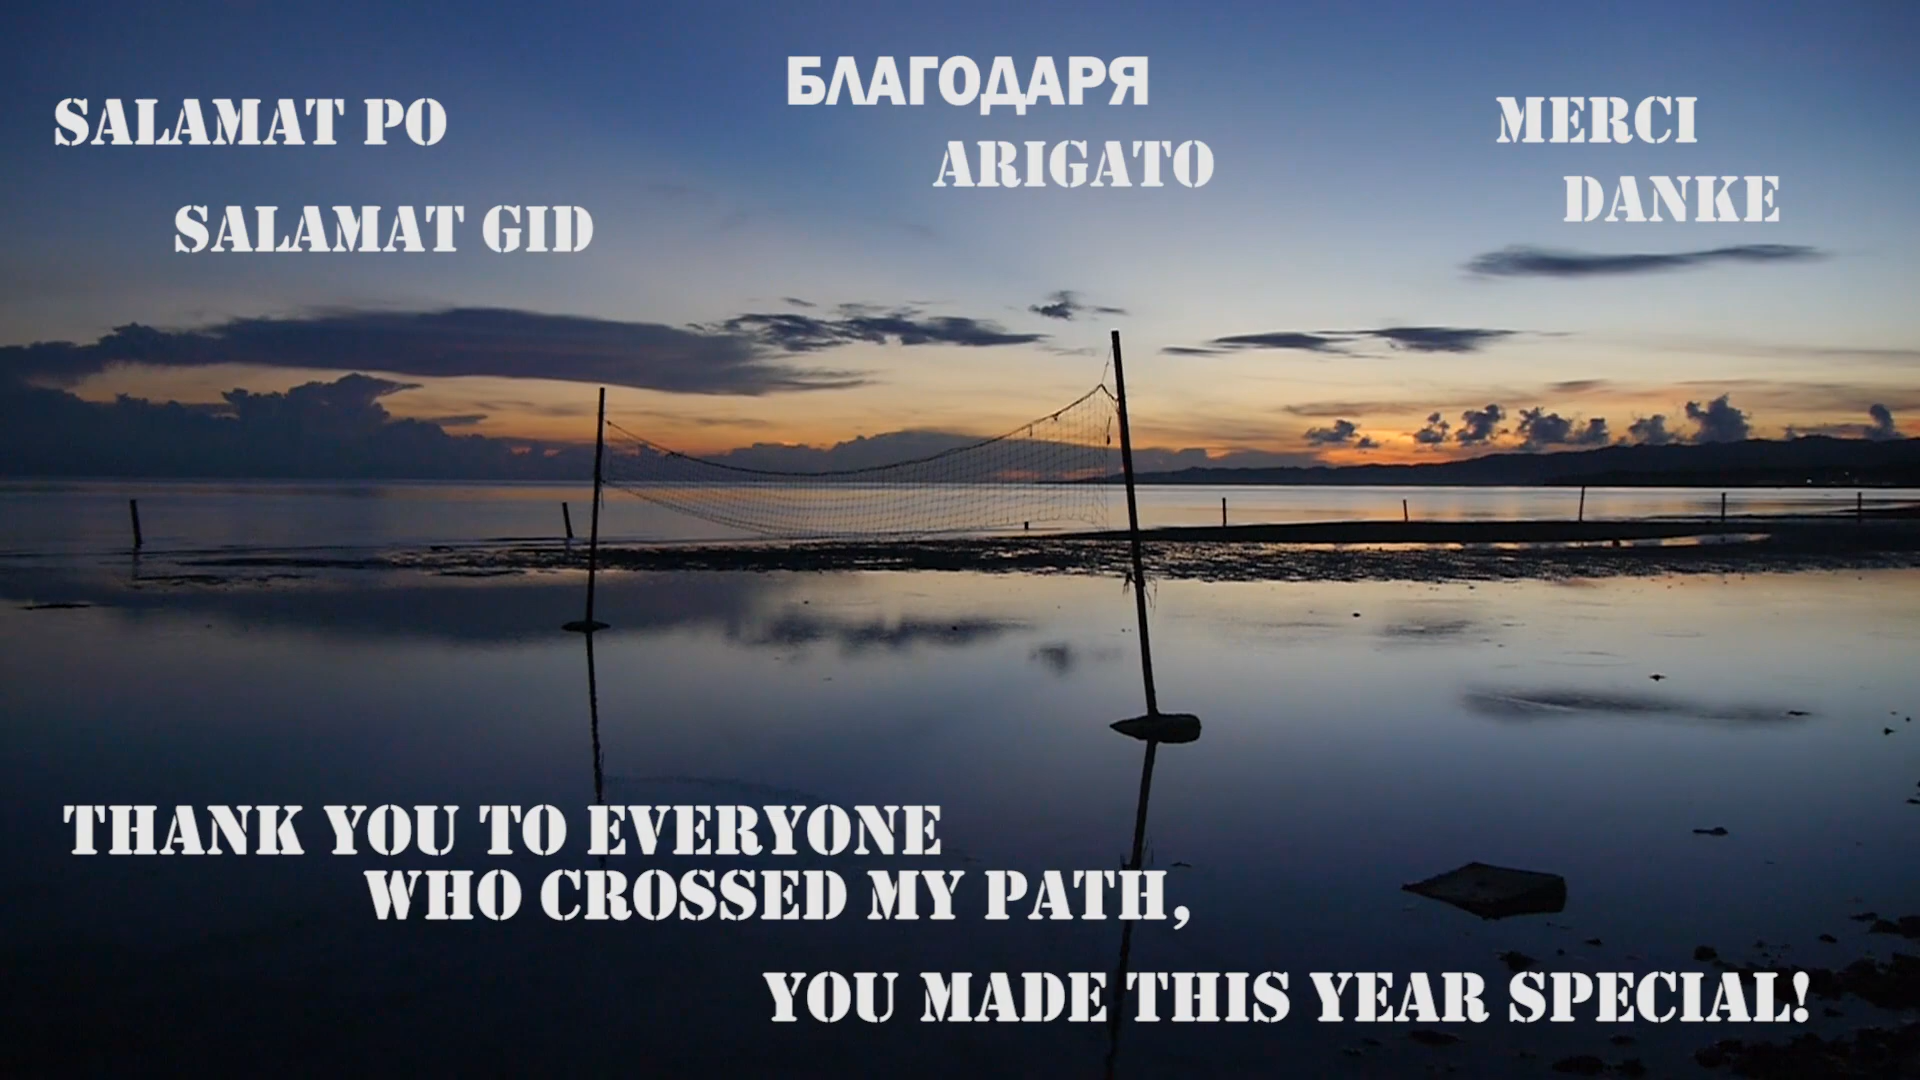 БЛАГОДАРЯ
SALAMAT PO
MERCI
ARIGATO
DANKE
SALAMAT GID
THANK YOU TO EVERYONE
WHO CROSSED MY PATH,
YOU MADE THIS YEAR SPECIAL!